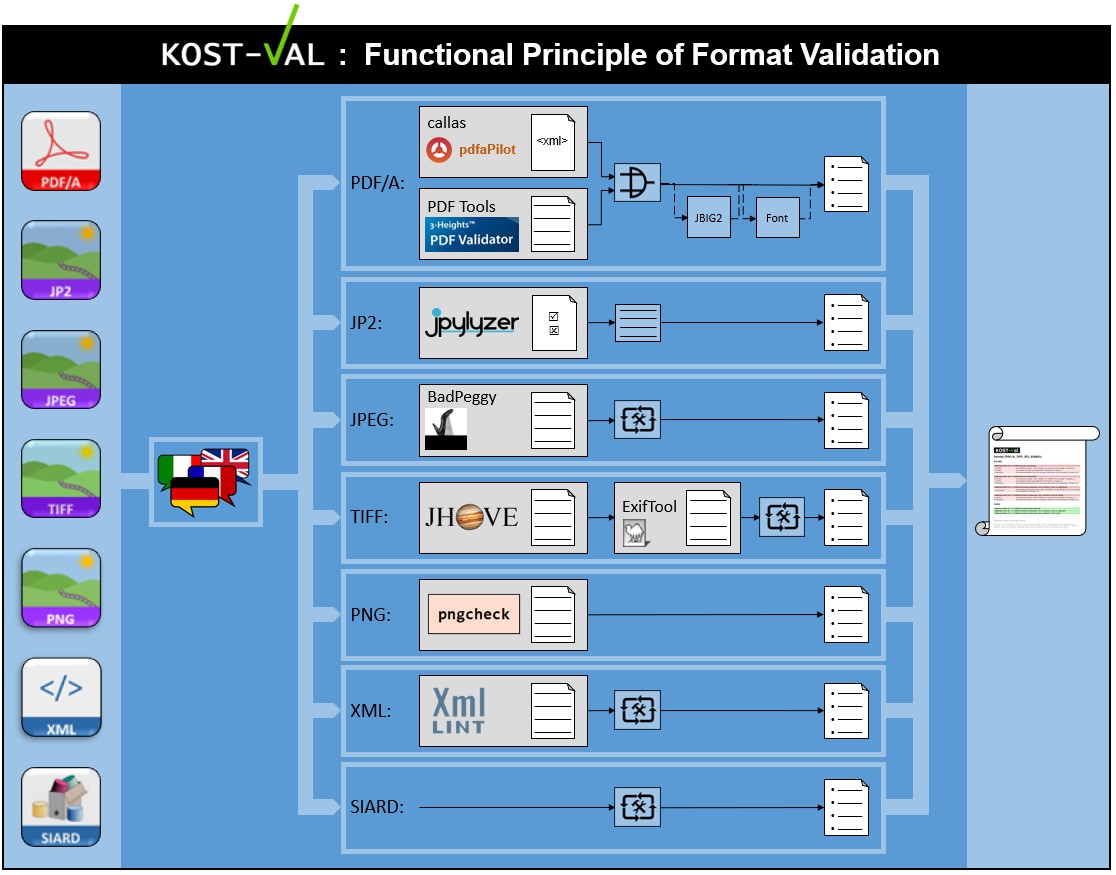 KOST-VAL : Functional Principle of Format Validation
PDF/A
JP2
JPEG
TIFF
PNG
</>
XML
SIARD
PDF/A:
callas
pdfaPilot
<xml>
PDF Tools
3-Heights™
PDF Validator
JBIG2
Font
JP2:
jpylyzer
JPEG:
BadPeggy
TIFF:
JHOVE
ExifTool
PNG:
pngcheck
XML:
Xml
LINT
SIARD:
KOST-Val